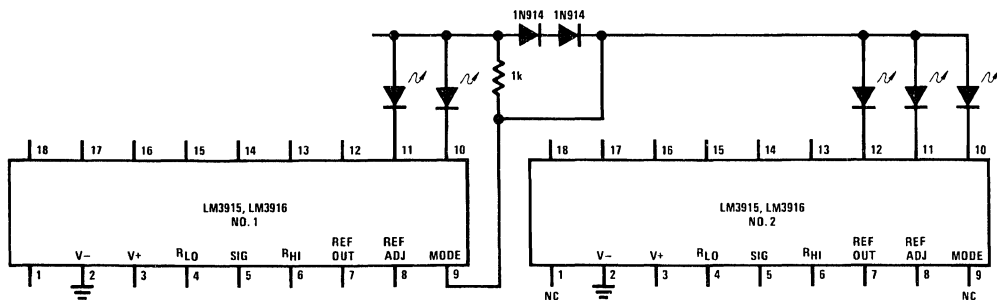 1N914 1N914
1k
18 17 16 15 14 13 12 11 10
18 17 16 15 14 13 12 11 10
LM3915, LM3916
NO. 1
LM3915, LM3916
NO. 2
V− V+ RLO SIG RHI REF OUT REF ADJ MODE
V− V+ RLO SIG RHI REF OUT REF ADJ MODE
1 2 3 4 5 6 7 8 9
1 2 3 4 5 6 7 8 9
NC NC